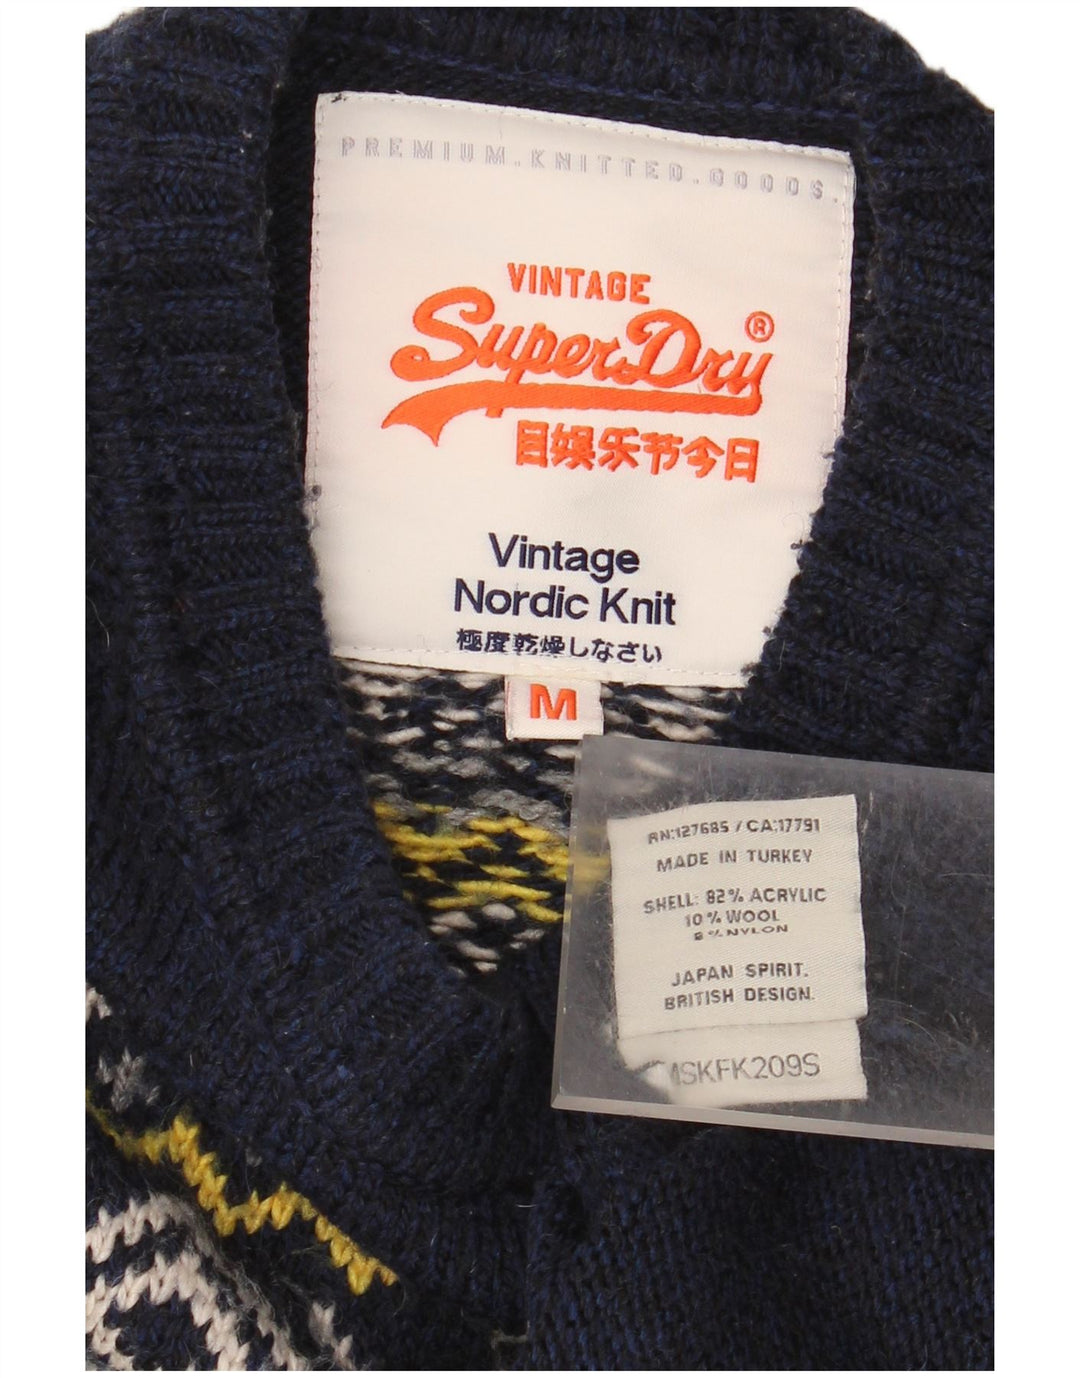 PREMIUM.KNITTED.GOODS.
VINTAGE
SuperDry®
目娯乐节今日
Vintage
Nordic Knit
極度乾燥しなさい
M
RN:127685 / CA:17791
MADE IN TURKEY
SHELL: 82% ACRYLIC
10% WOOL
8% NYLON
JAPAN SPIRIT.
BRITISH DESIGN.
MSKFK209S